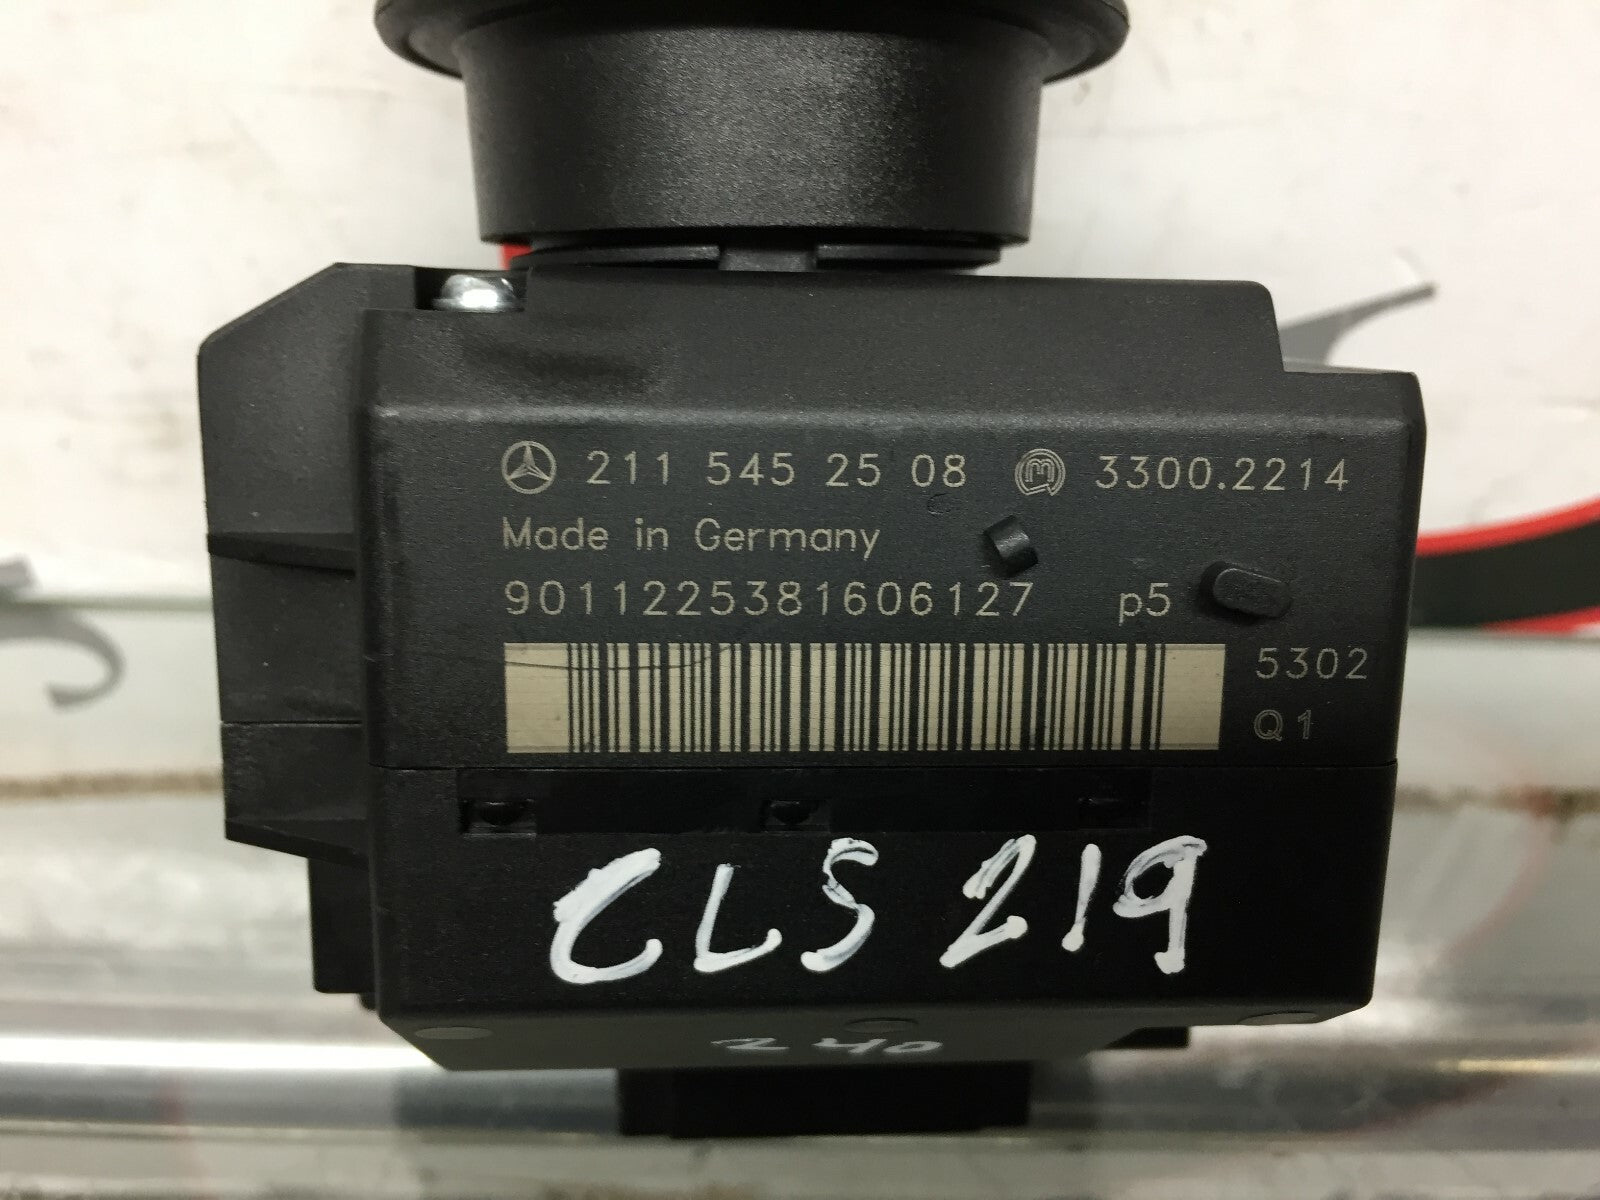 211 545 25 08 M 3300.2214
Made in Germany
9011225381606127 p5
5302
Q1
CLS 219
240